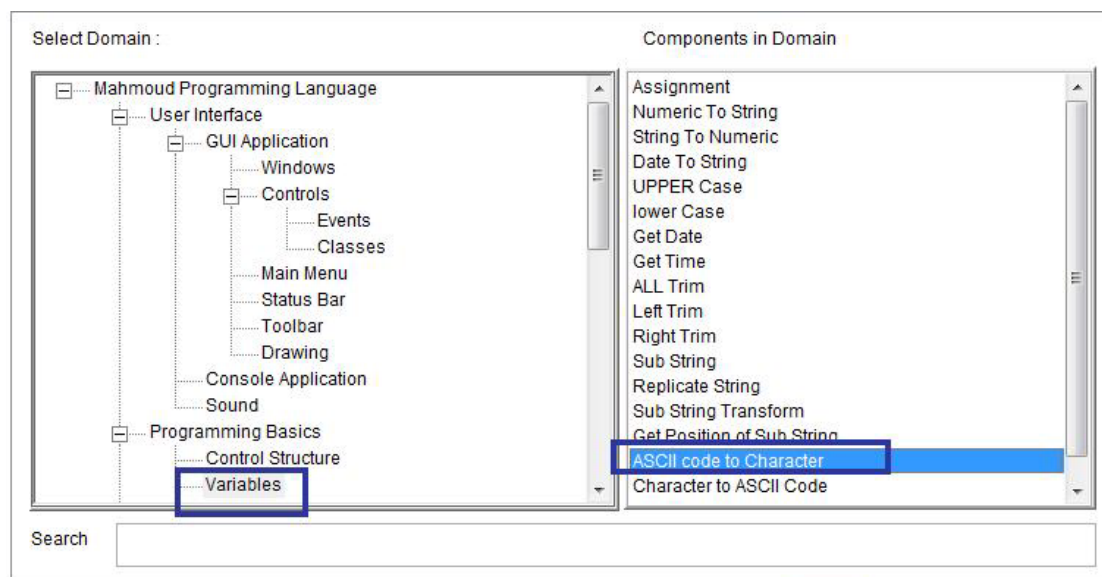 Select Domain :
Components in Domain
Mahmoud Programming Language
User Interface
GUI Application
Windows
Controls
Events
Classes
Main Menu
Status Bar
Toolbar
Drawing
Console Application
Sound
Programming Basics
Control Structure
Variables
Assignment
Numeric To String
String To Numeric
Date To String
UPPER Case
lower Case
Get Date
Get Time
ALL Trim
Left Trim
Right Trim
Sub String
Replicate String
Sub String Transform
Get Position of Sub String
ASCII code to Character
Character to ASCII Code
Search